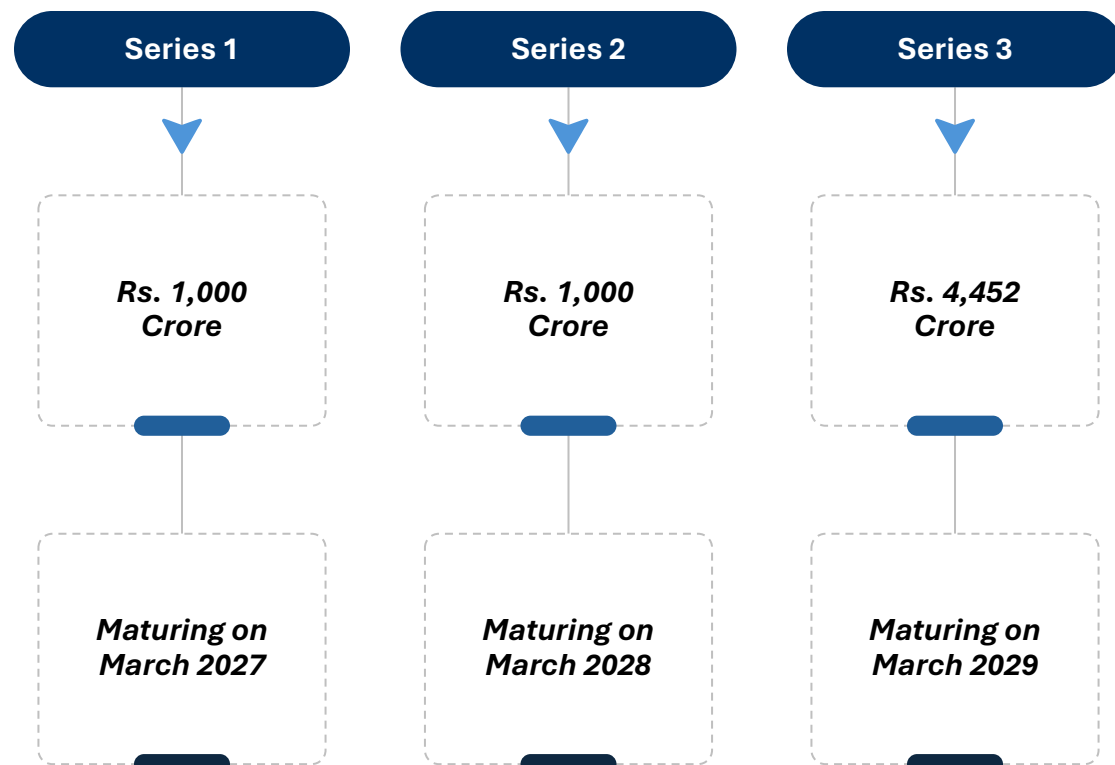 Series 1
Series 2
Series 3
Rs. 1,000
Crore
Rs. 1,000
Crore
Rs. 4,452
Crore
Maturing on
March 2027
Maturing on
March 2028
Maturing on
March 2029